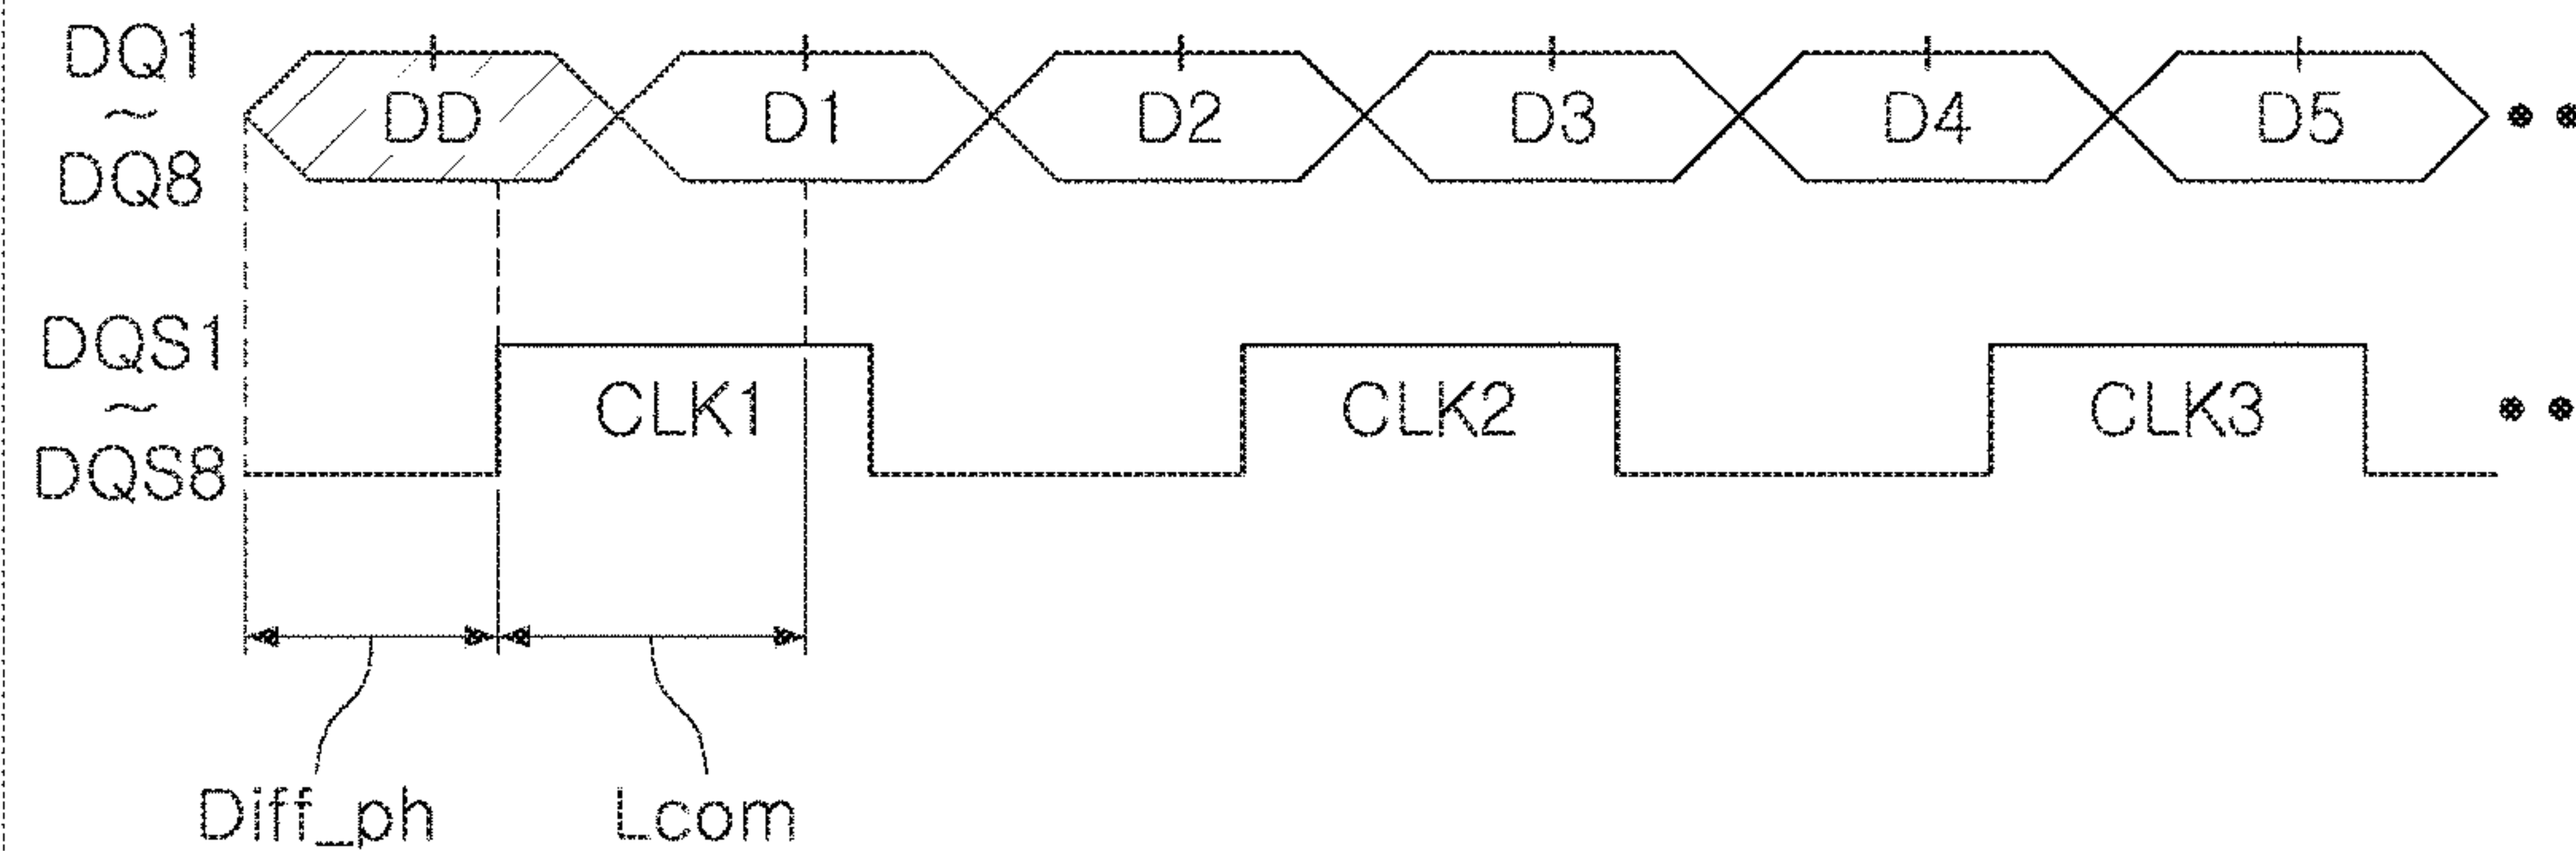 DQ1
~
DQ8
DD D1 D2 D3 D4 D5
DQS1
~
DQS8
CLK1 CLK2 CLK3
Diff_ph Lcom